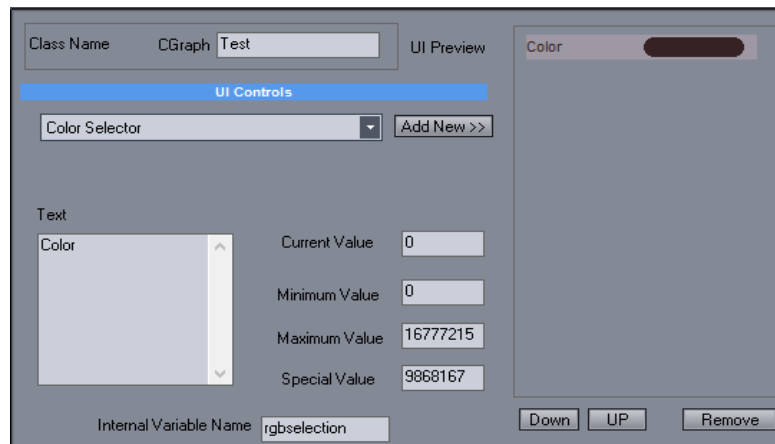 Class Name CGraph Test UI Preview Color
UI Controls
Color Selector Add New >>
Text
Color Current Value 0
Minimum Value 0
Maximum Value 16777215
Special Value 9868167
Internal Variable Name rgbselection Down UP Remove